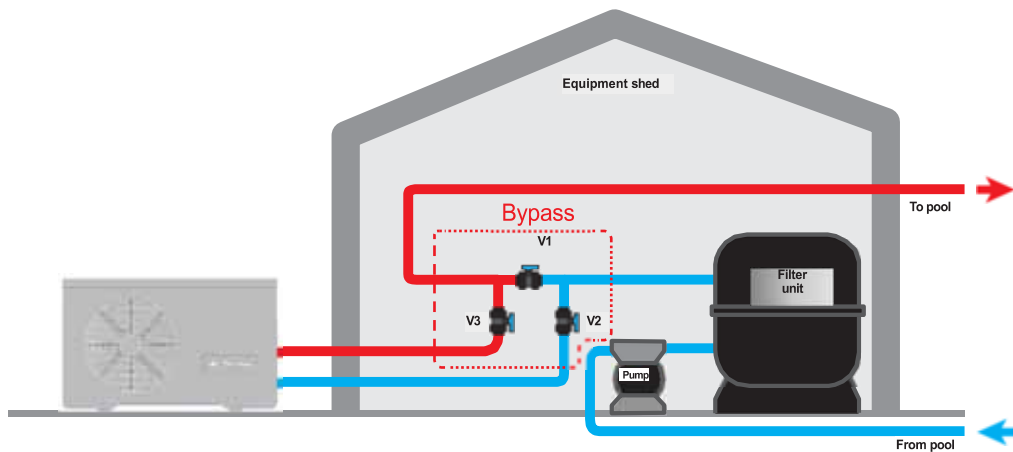 Equipment shed
To pool
Bypass
V1
Filter
unit
V3
V2
Pump
From pool